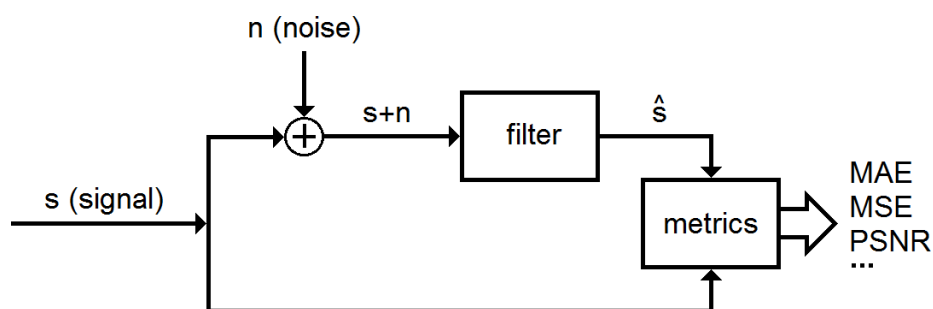 n (noise)
s+n
ŝ
filter
s (signal)
metrics
MAE
MSE
PSNR
...